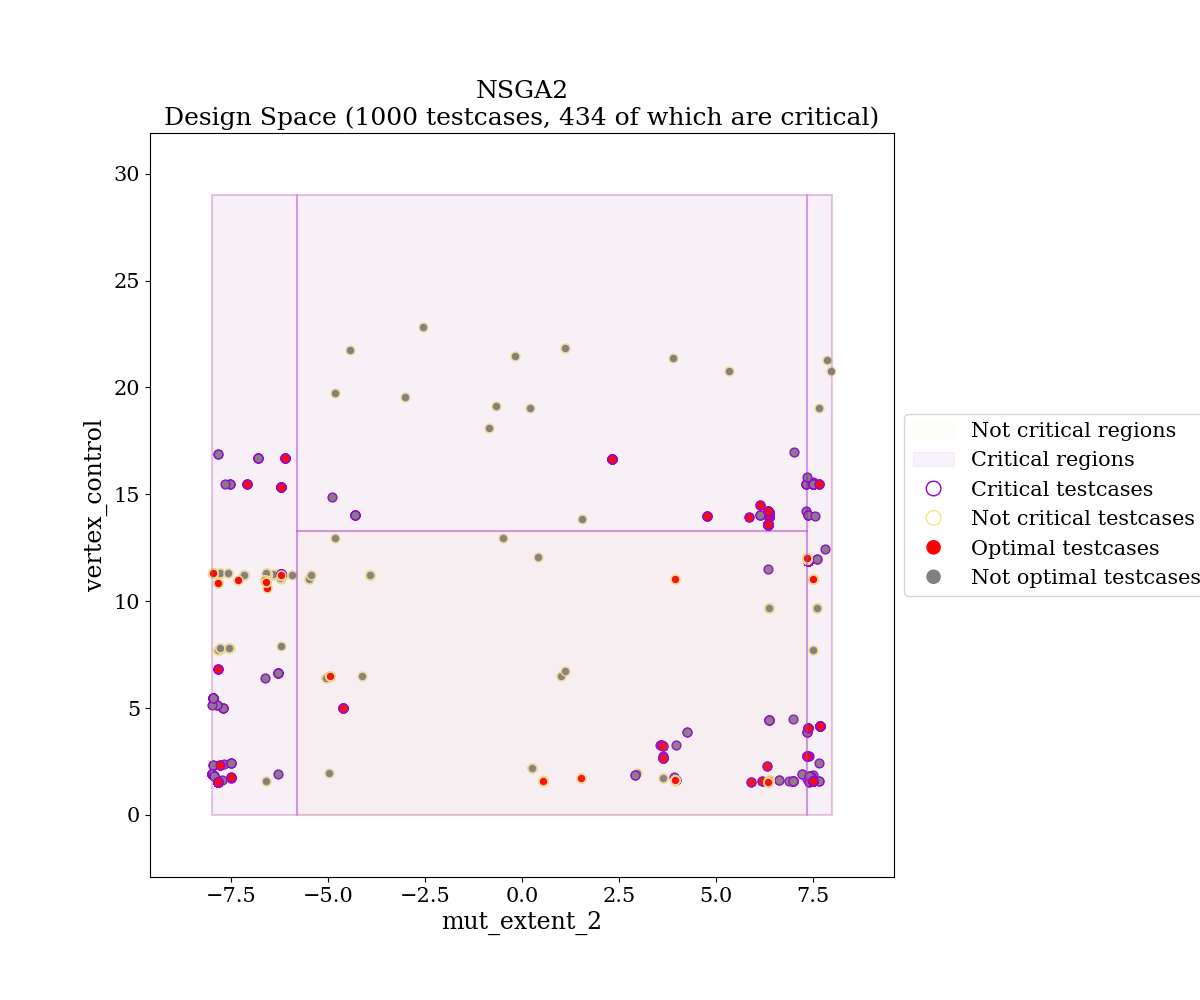 NSGA2
Design Space (1000 testcases, 434 of which are critical)
30
25
20
15
10
5
0
vertex_control
−7.5
−5.0
−2.5
0.0
2.5
5.0
7.5
mut_extent_2
Not critical regions
Critical regions
Critical testcases
Not critical testcases
Optimal testcases
Not optimal testcases